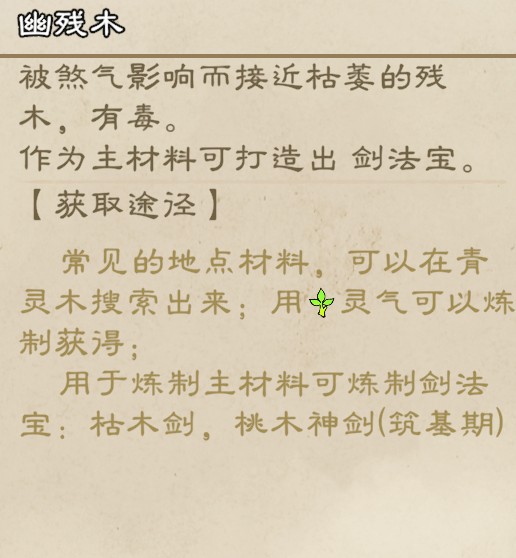 幽残木
被煞气影响而接近枯萎的残
木，有毒。
作为主材料可打造出 剑法宝。
【获取途径】
常见的地点材料，可以在青
灵木搜索出来；用灵气可以炼
制获得；
用于炼制主材料可炼制剑法
宝：枯木剑，桃木神剑(筑基期)